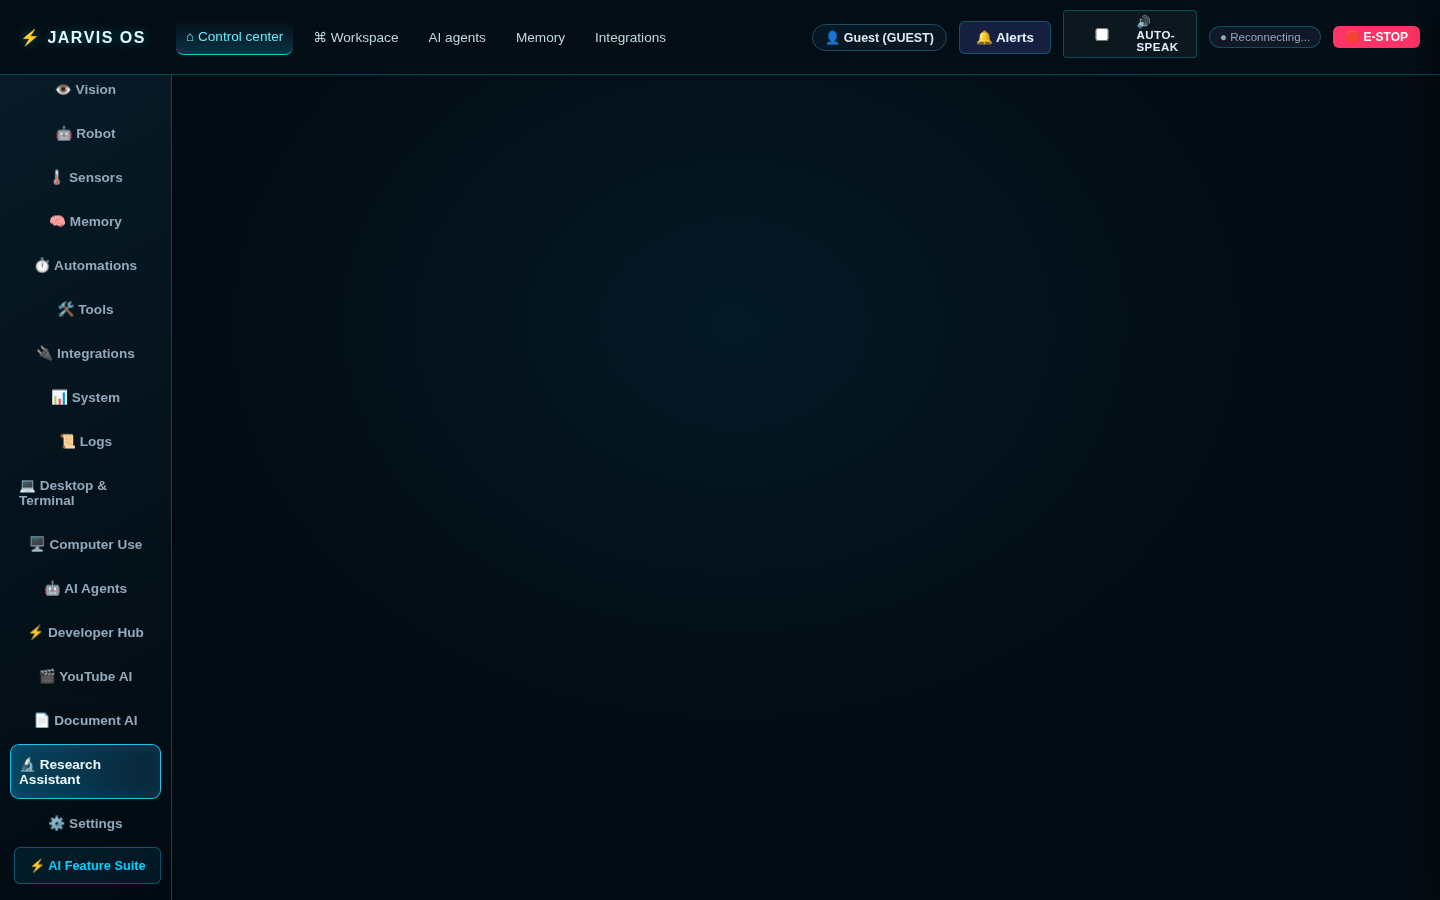 ⚡ JARVIS OS
⌂ Control center
⌘ Workspace
AI agents
Memory
Integrations
👤 Guest (GUEST)
🔔 Alerts
🔊
AUTO-
SPEAK
● Reconnecting...
🛑 E-STOP
👁️ Vision
🤖 Robot
🌡️ Sensors
🧠 Memory
⏱️ Automations
🛠️ Tools
🔌 Integrations
📊 System
📜 Logs
💻 Desktop &
Terminal
🖥️ Computer Use
🤖 AI Agents
⚡ Developer Hub
🎬 YouTube AI
📄 Document AI
🔬 Research
Assistant
⚙️ Settings
⚡ AI Feature Suite